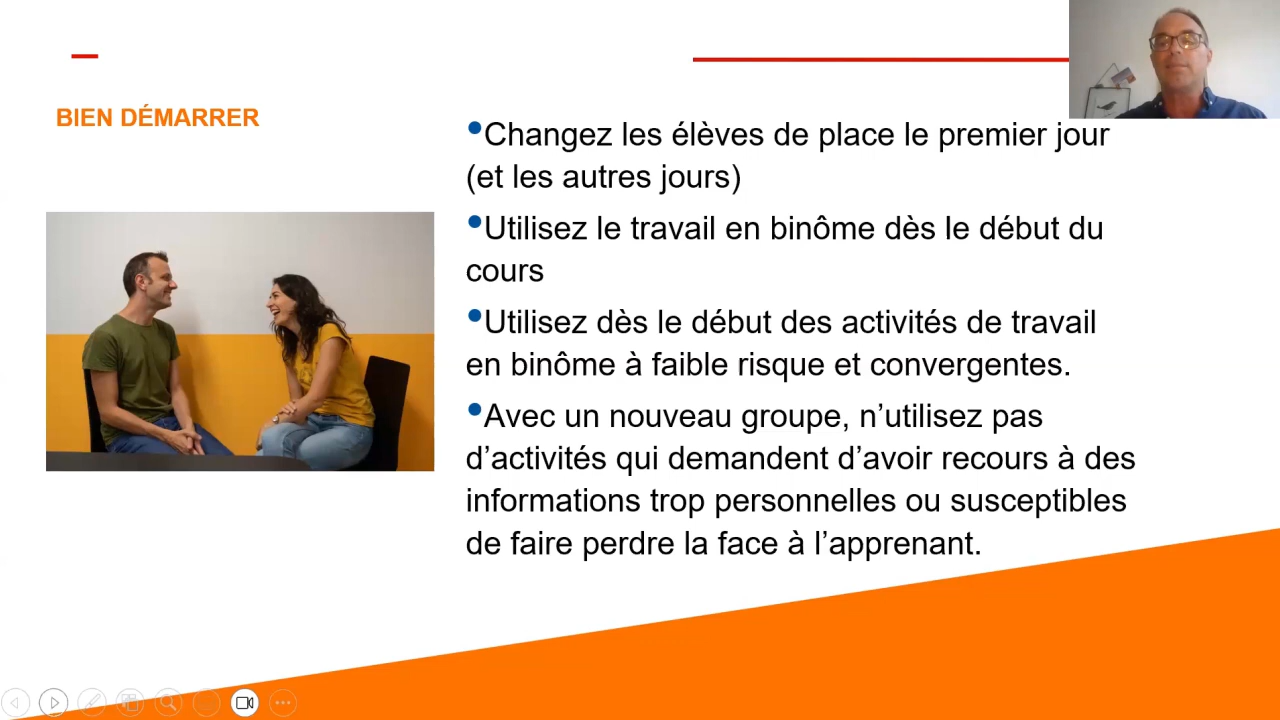 BIEN DÉMARRER
•Changez les élèves de place le premier jour
(et les autres jours)
•Utilisez le travail en binôme dès le début du
cours
•Utilisez dès le début des activités de travail
en binôme à faible risque et convergentes.
•Avec un nouveau groupe, n’utilisez pas
d’activités qui demandent d’avoir recours à des
informations trop personnelles ou susceptibles
de faire perdre la face à l’apprenant.